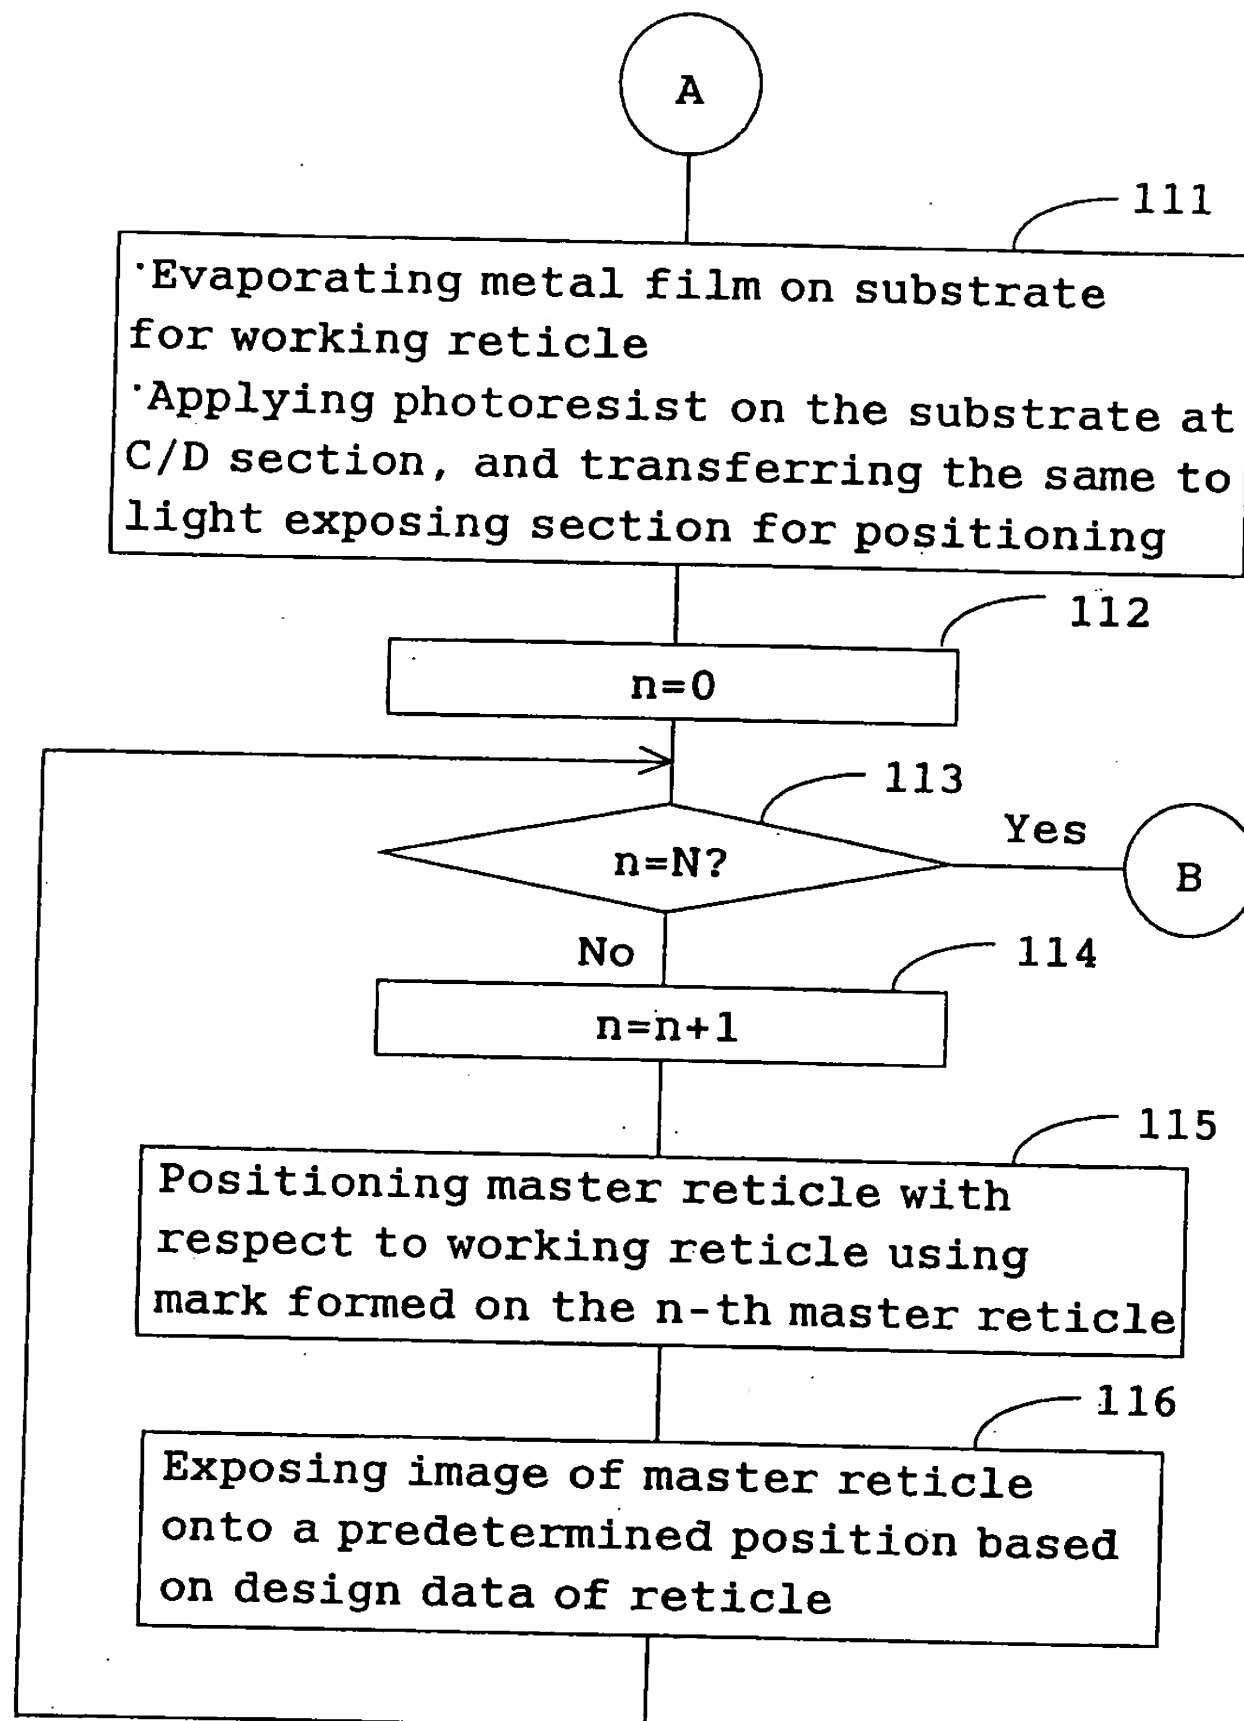 A
111
·Evaporating metal film on substrate
for working reticle
·Applying photoresist on the substrate at
C/D section, and transferring the same to
light exposing section for positioning
112
n=0
113
n=N?
Yes
B
No
114
n=n+1
115
Positioning master reticle with
respect to working reticle using
mark formed on the n-th master reticle
116
Exposing image of master reticle
onto a predetermined position based
on design data of reticle